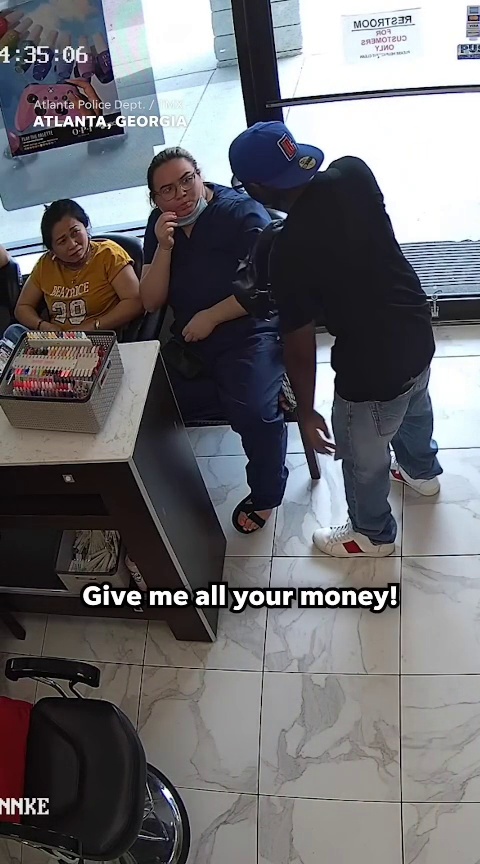 4:35:06
RESTROOM
FOR
CUSTOMERS
ONLY
Atlanta Police Dept. /
ATLANTA, GEORGIA
O·P·I
BEATRICE
29
Give me all your money!
NNKE